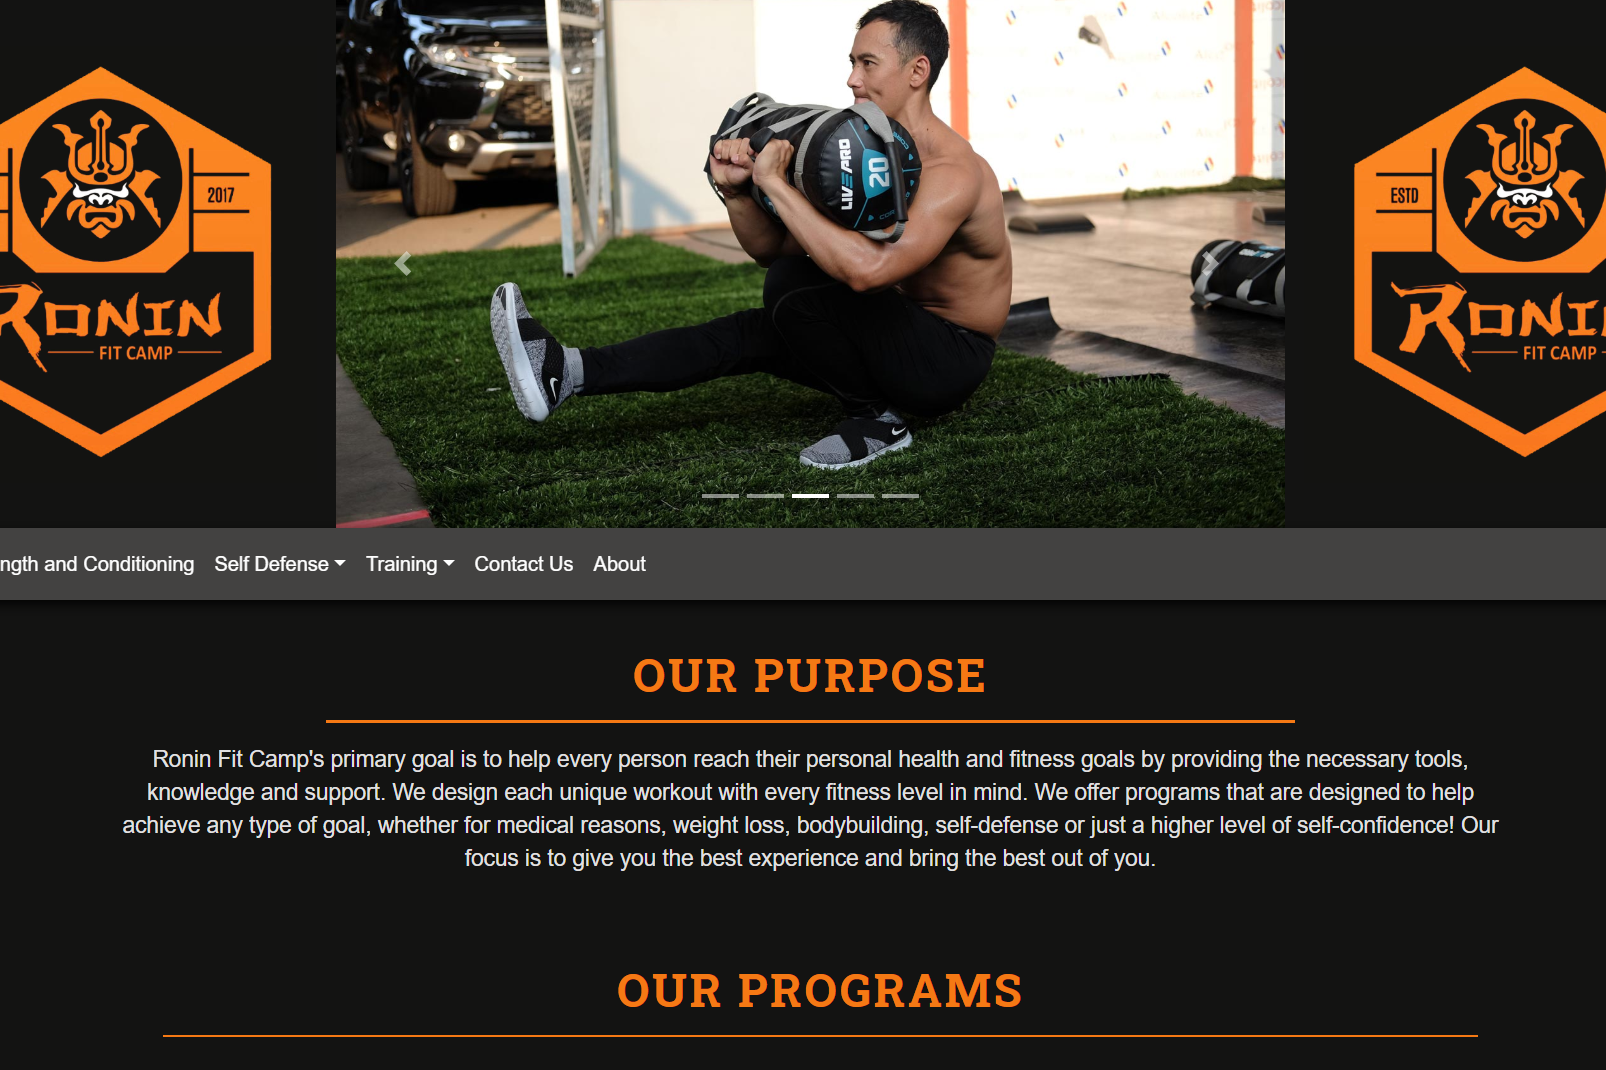 2017
RONIN
FIT CAMP
LIVEPRO
20
ESTD
RONI
FIT CAMP
ngth and Conditioning Self Defense Training Contact Us About
OUR PURPOSE
Ronin Fit Camp's primary goal is to help every person reach their personal health and fitness goals by providing the necessary tools,
knowledge and support. We design each unique workout with every fitness level in mind. We offer programs that are designed to help
achieve any type of goal, whether for medical reasons, weight loss, bodybuilding, self-defense or just a higher level of self-confidence! Our
focus is to give you the best experience and bring the best out of you.
OUR PROGRAMS